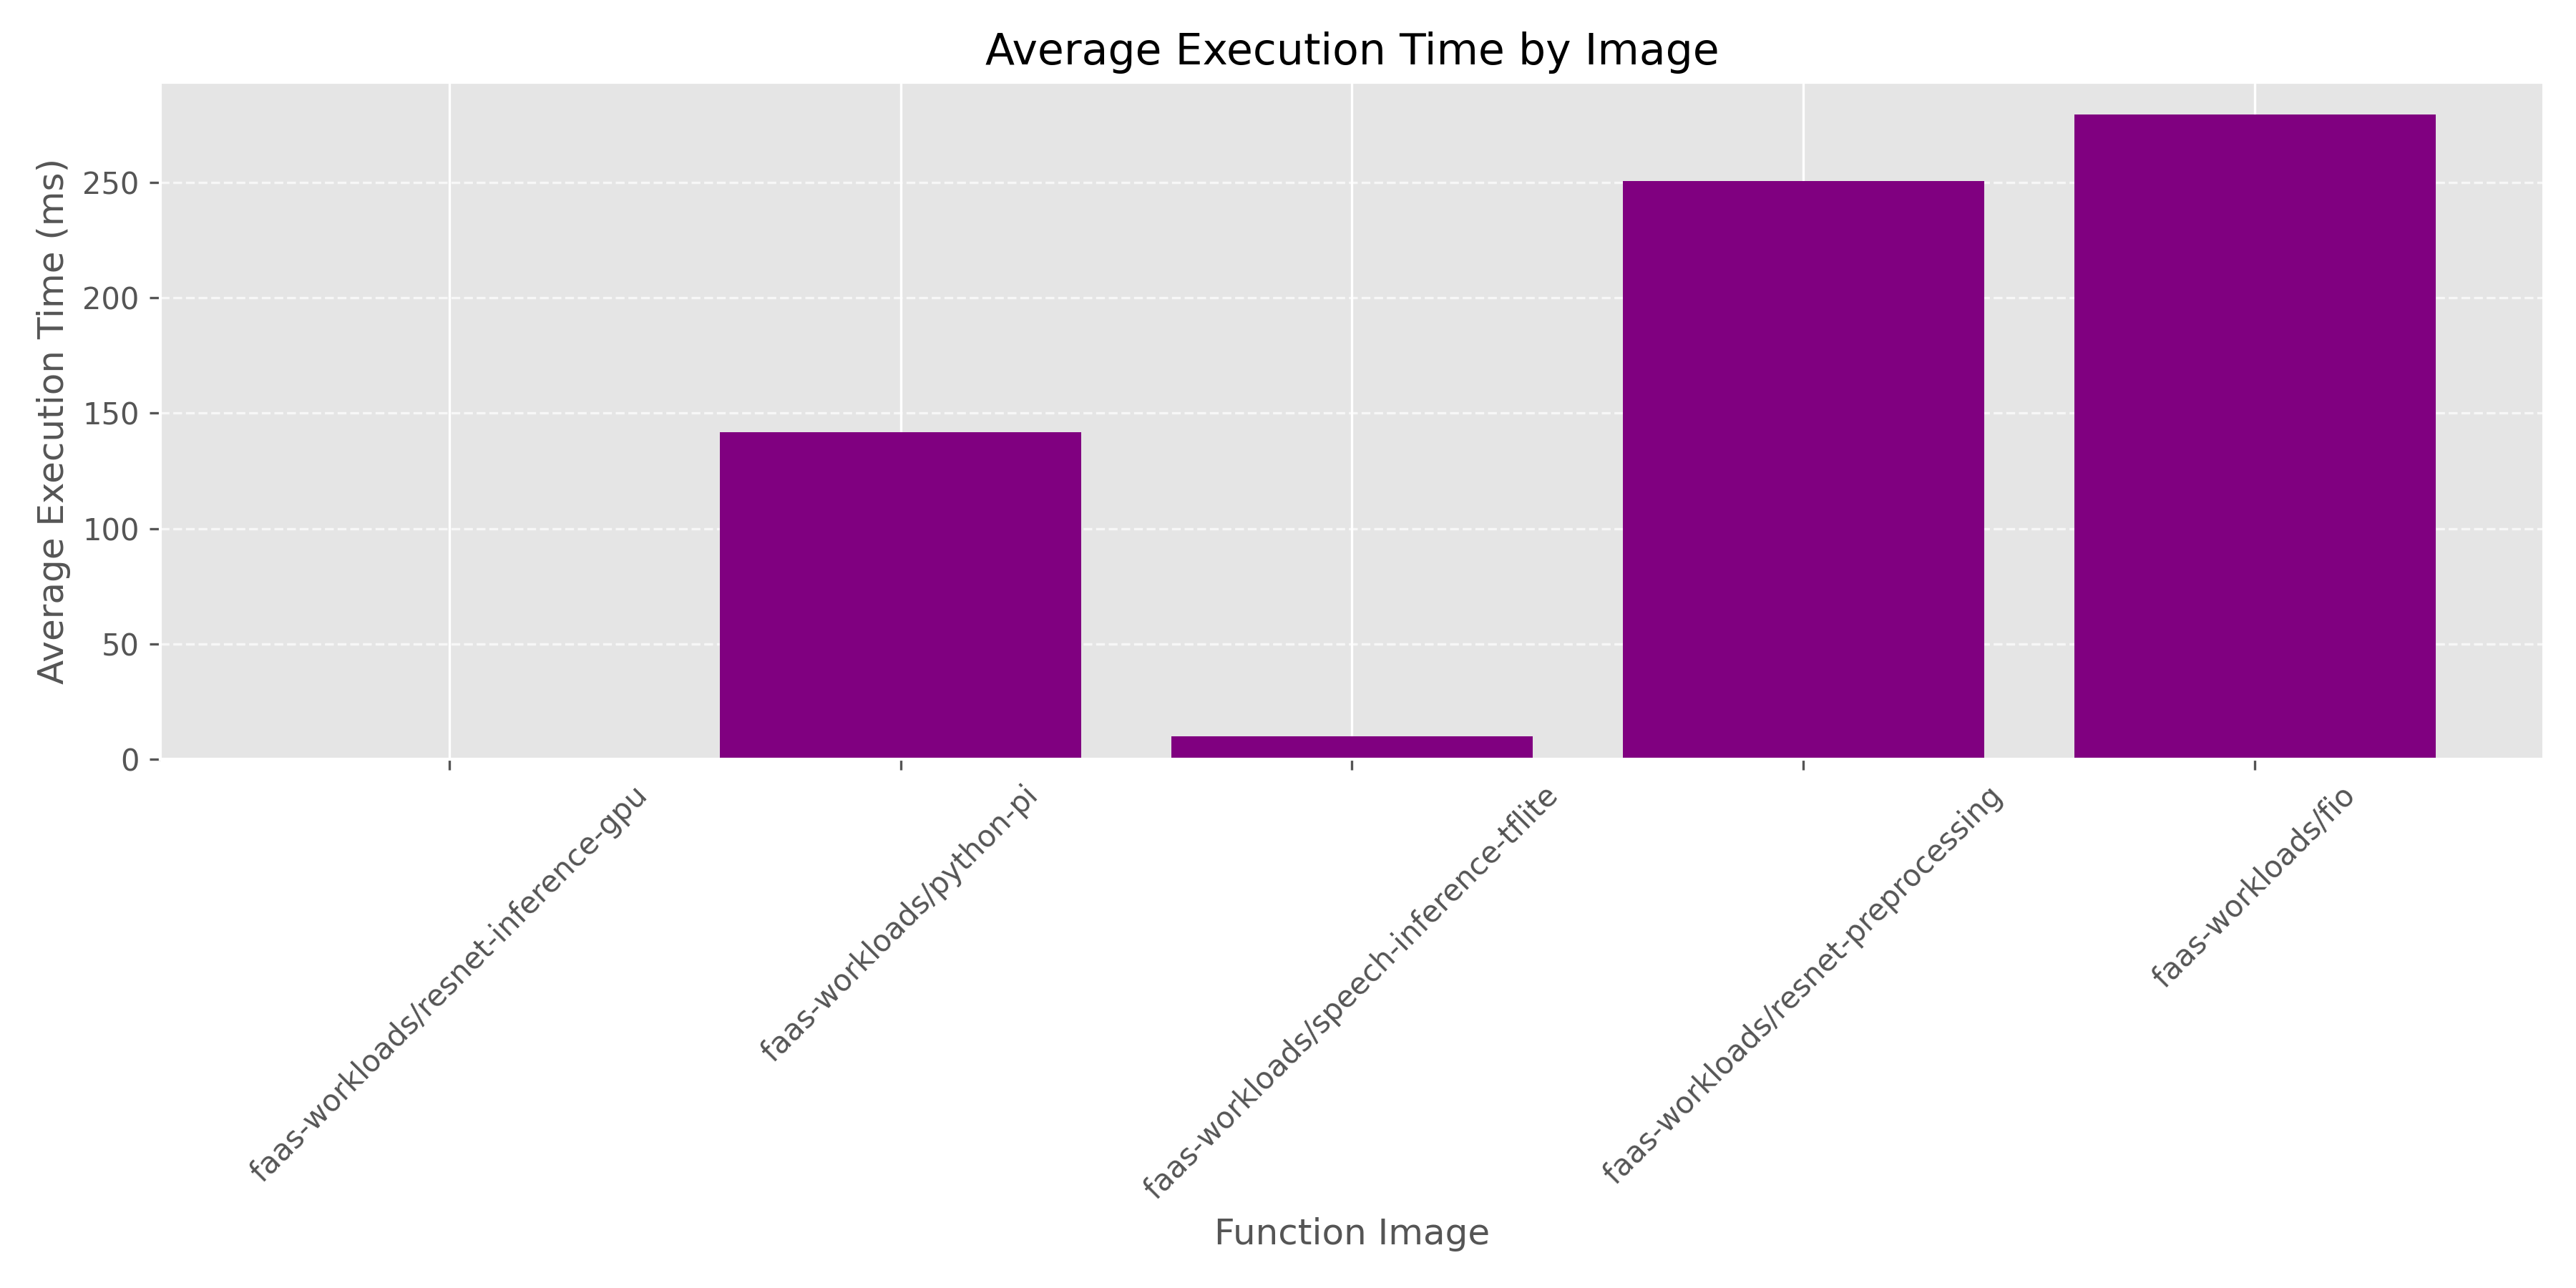 Average Execution Time by Image
Average Execution Time (ms)
250
200
150
100
50
0
faas-workloads/resnet-inference-gpu
faas-workloads/python-pi
faas-workloads/speech-inference-tflite
faas-workloads/resnet-preprocessing
faas-workloads/fio
Function Image